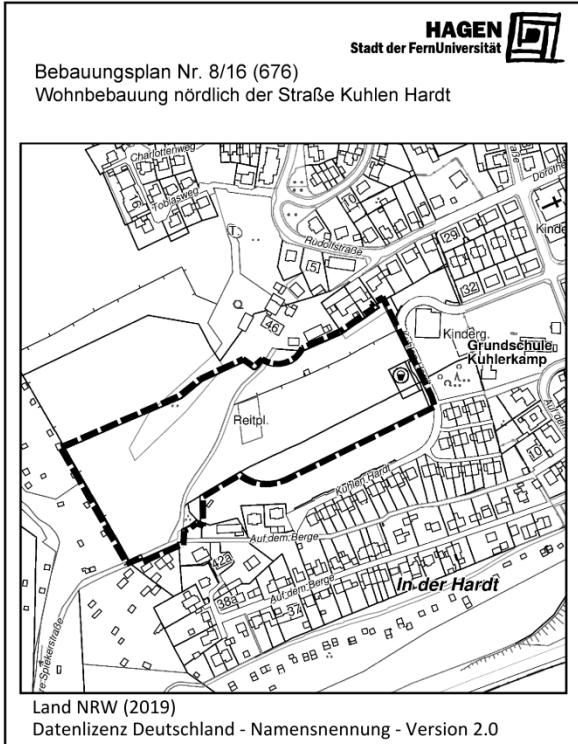 HAGEN
Stadt der FernUniversität
Bebauungsplan Nr. 8/16 (676)
Wohnbebauung nördlich der Straße Kuhlen Hardt
Charlottenweg
Tobiasweg
16
10
Rudolfstraße
[5]
[29]
[32]
46
Kinderg.
Grundschule
Kuhlerkamp
Reitpl.
Kuhlen Hardt
10
Auf dem Berge
42a
Auf dem Berge
38a
37
In der Hardt
Land NRW (2019)
Datenlizenz Deutschland - Namensnennung - Version 2.0